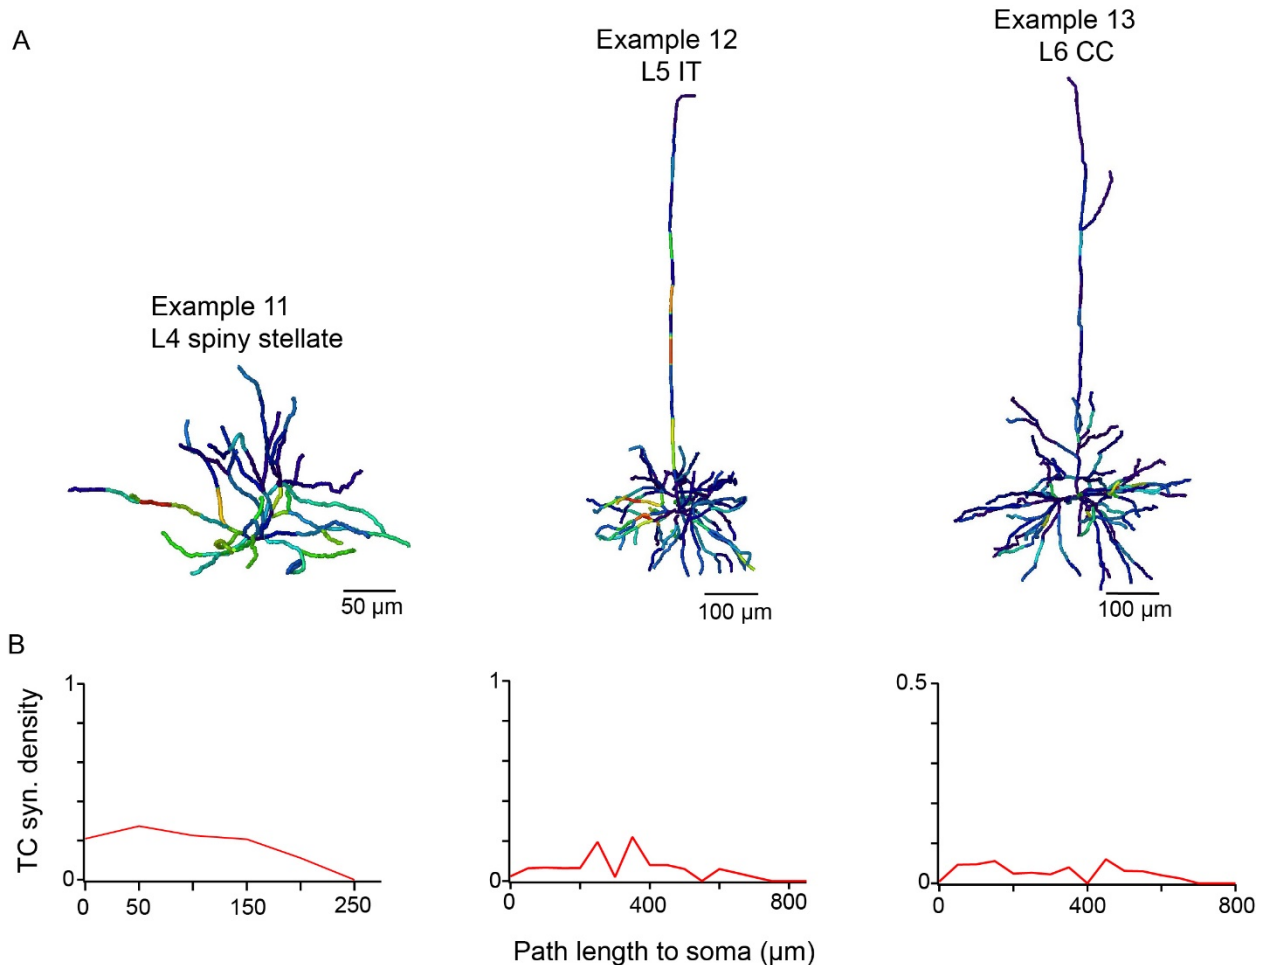 A
Example 11
L4 spiny stellate
50 µm
Example 12
L5 IT
100 µm
Example 13
L6 CC
100 µm
B
TC syn. density
1
0
0 50 150 250
1
0
0 400 800
0.5
0
0 400 800
Path length to soma (µm)